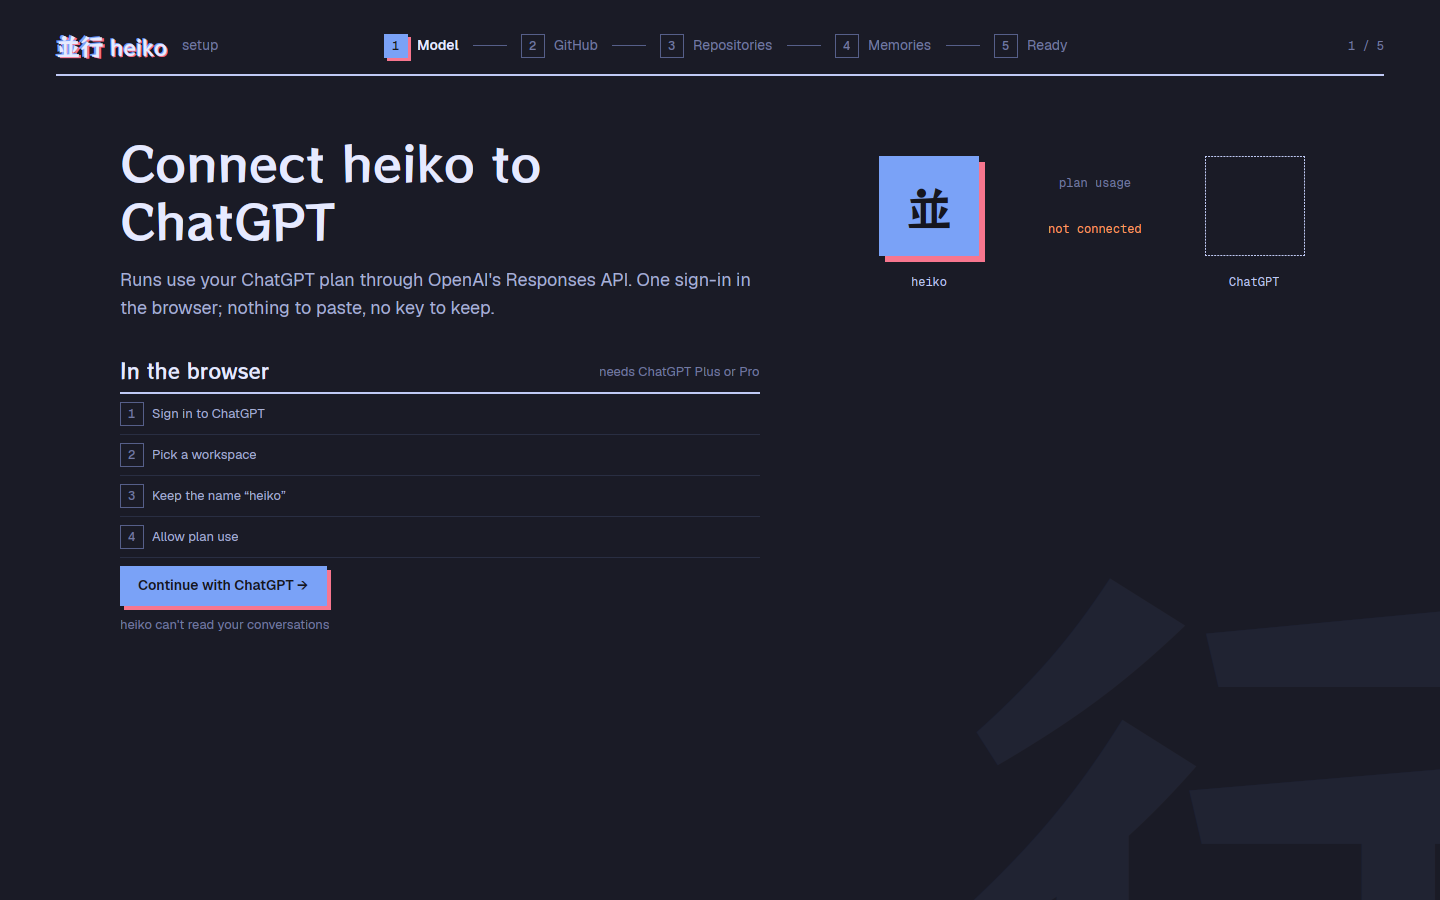 並行 heiko setup 1 Model 2 GitHub 3 Repositories 4 Memories 5 Ready 1 / 5
Connect heiko to
ChatGPT
Runs use your ChatGPT plan through OpenAI's Responses API. One sign-in in
the browser; nothing to paste, no key to keep.
In the browser needs ChatGPT Plus or Pro
1 Sign in to ChatGPT
2 Pick a workspace
3 Keep the name “heiko”
4 Allow plan use
Continue with ChatGPT →
heiko can't read your conversations
並
plan usage
not connected
heiko
ChatGPT
行